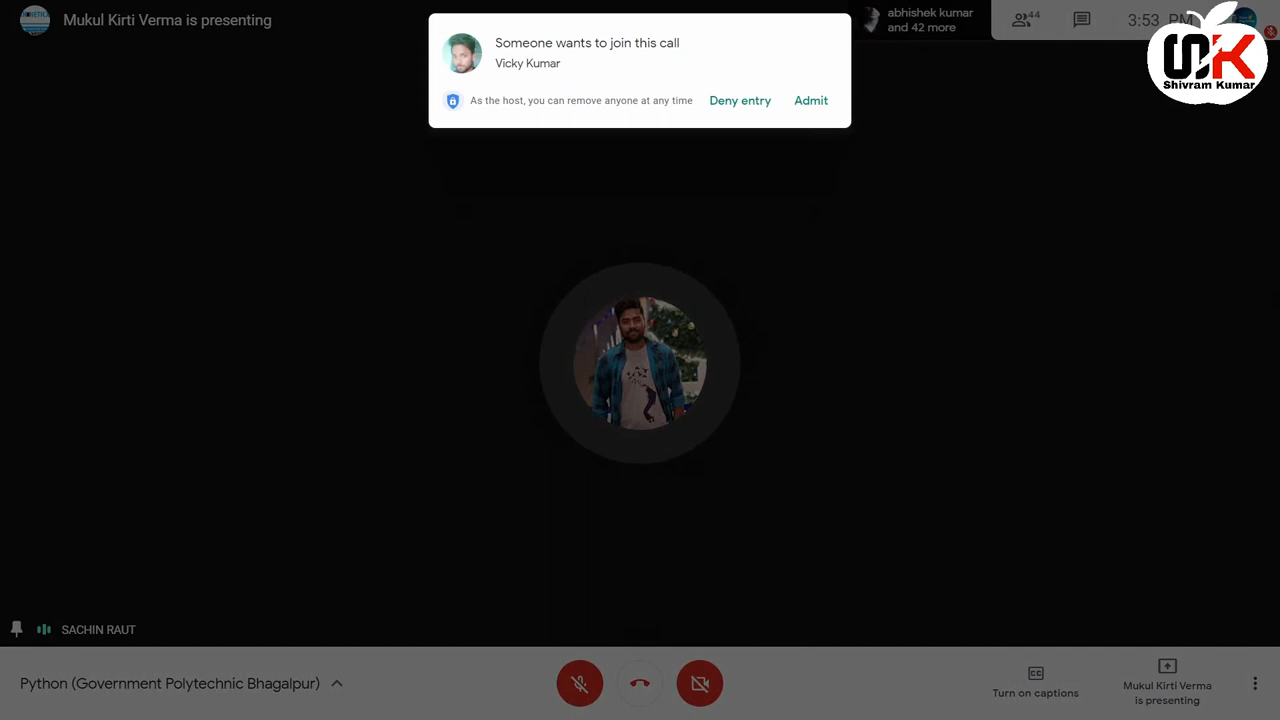 Mukul Kirti Verma is presenting
Someone wants to join this call
Vicky Kumar
As the host, you can remove anyone at any time
Deny entry
Admit
abhishek kumar
and 42 more
44
3:53 PM
SK
Shivram Kumar
SACHIN RAUT
Python (Government Polytechnic Bhagalpur)
CC
Turn on captions
Mukul Kirti Verma
is presenting